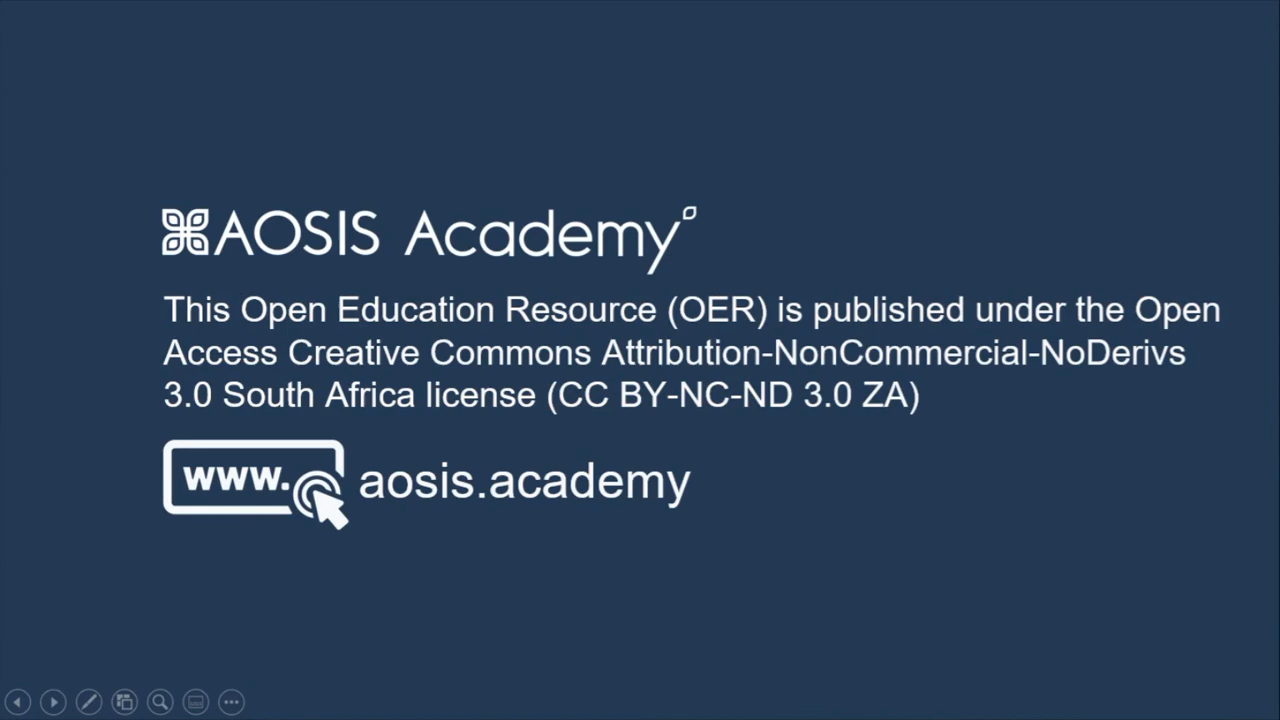 AOSIS Academy
This Open Education Resource (OER) is published under the Open
Access Creative Commons Attribution-NonCommercial-NoDerivs
3.0 South Africa license (CC BY-NC-ND 3.0 ZA)
www. aosis.academy